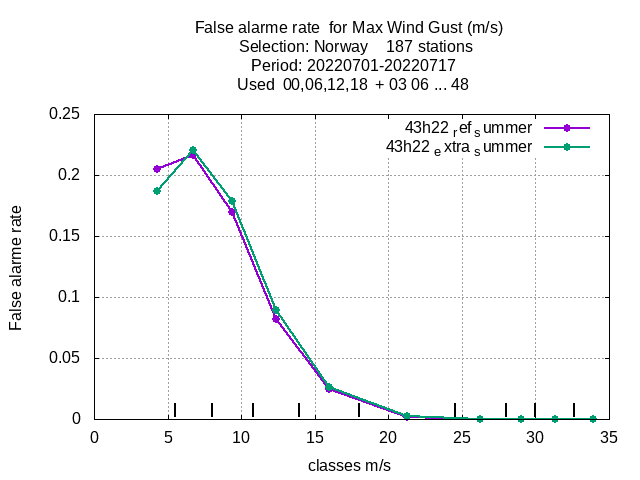 False alarme rate  for Max Wind Gust (m/s)
Selection: Norway    187 stations
Period: 20220701-20220717
Used  00,06,12,18  + 03 06 ... 48
43h22 ref summer
43h22 extra summer
0.25
0.2
0.15
0.1
0.05
0
False alarme rate
0 5 10 15 20 25 30 35
classes m/s